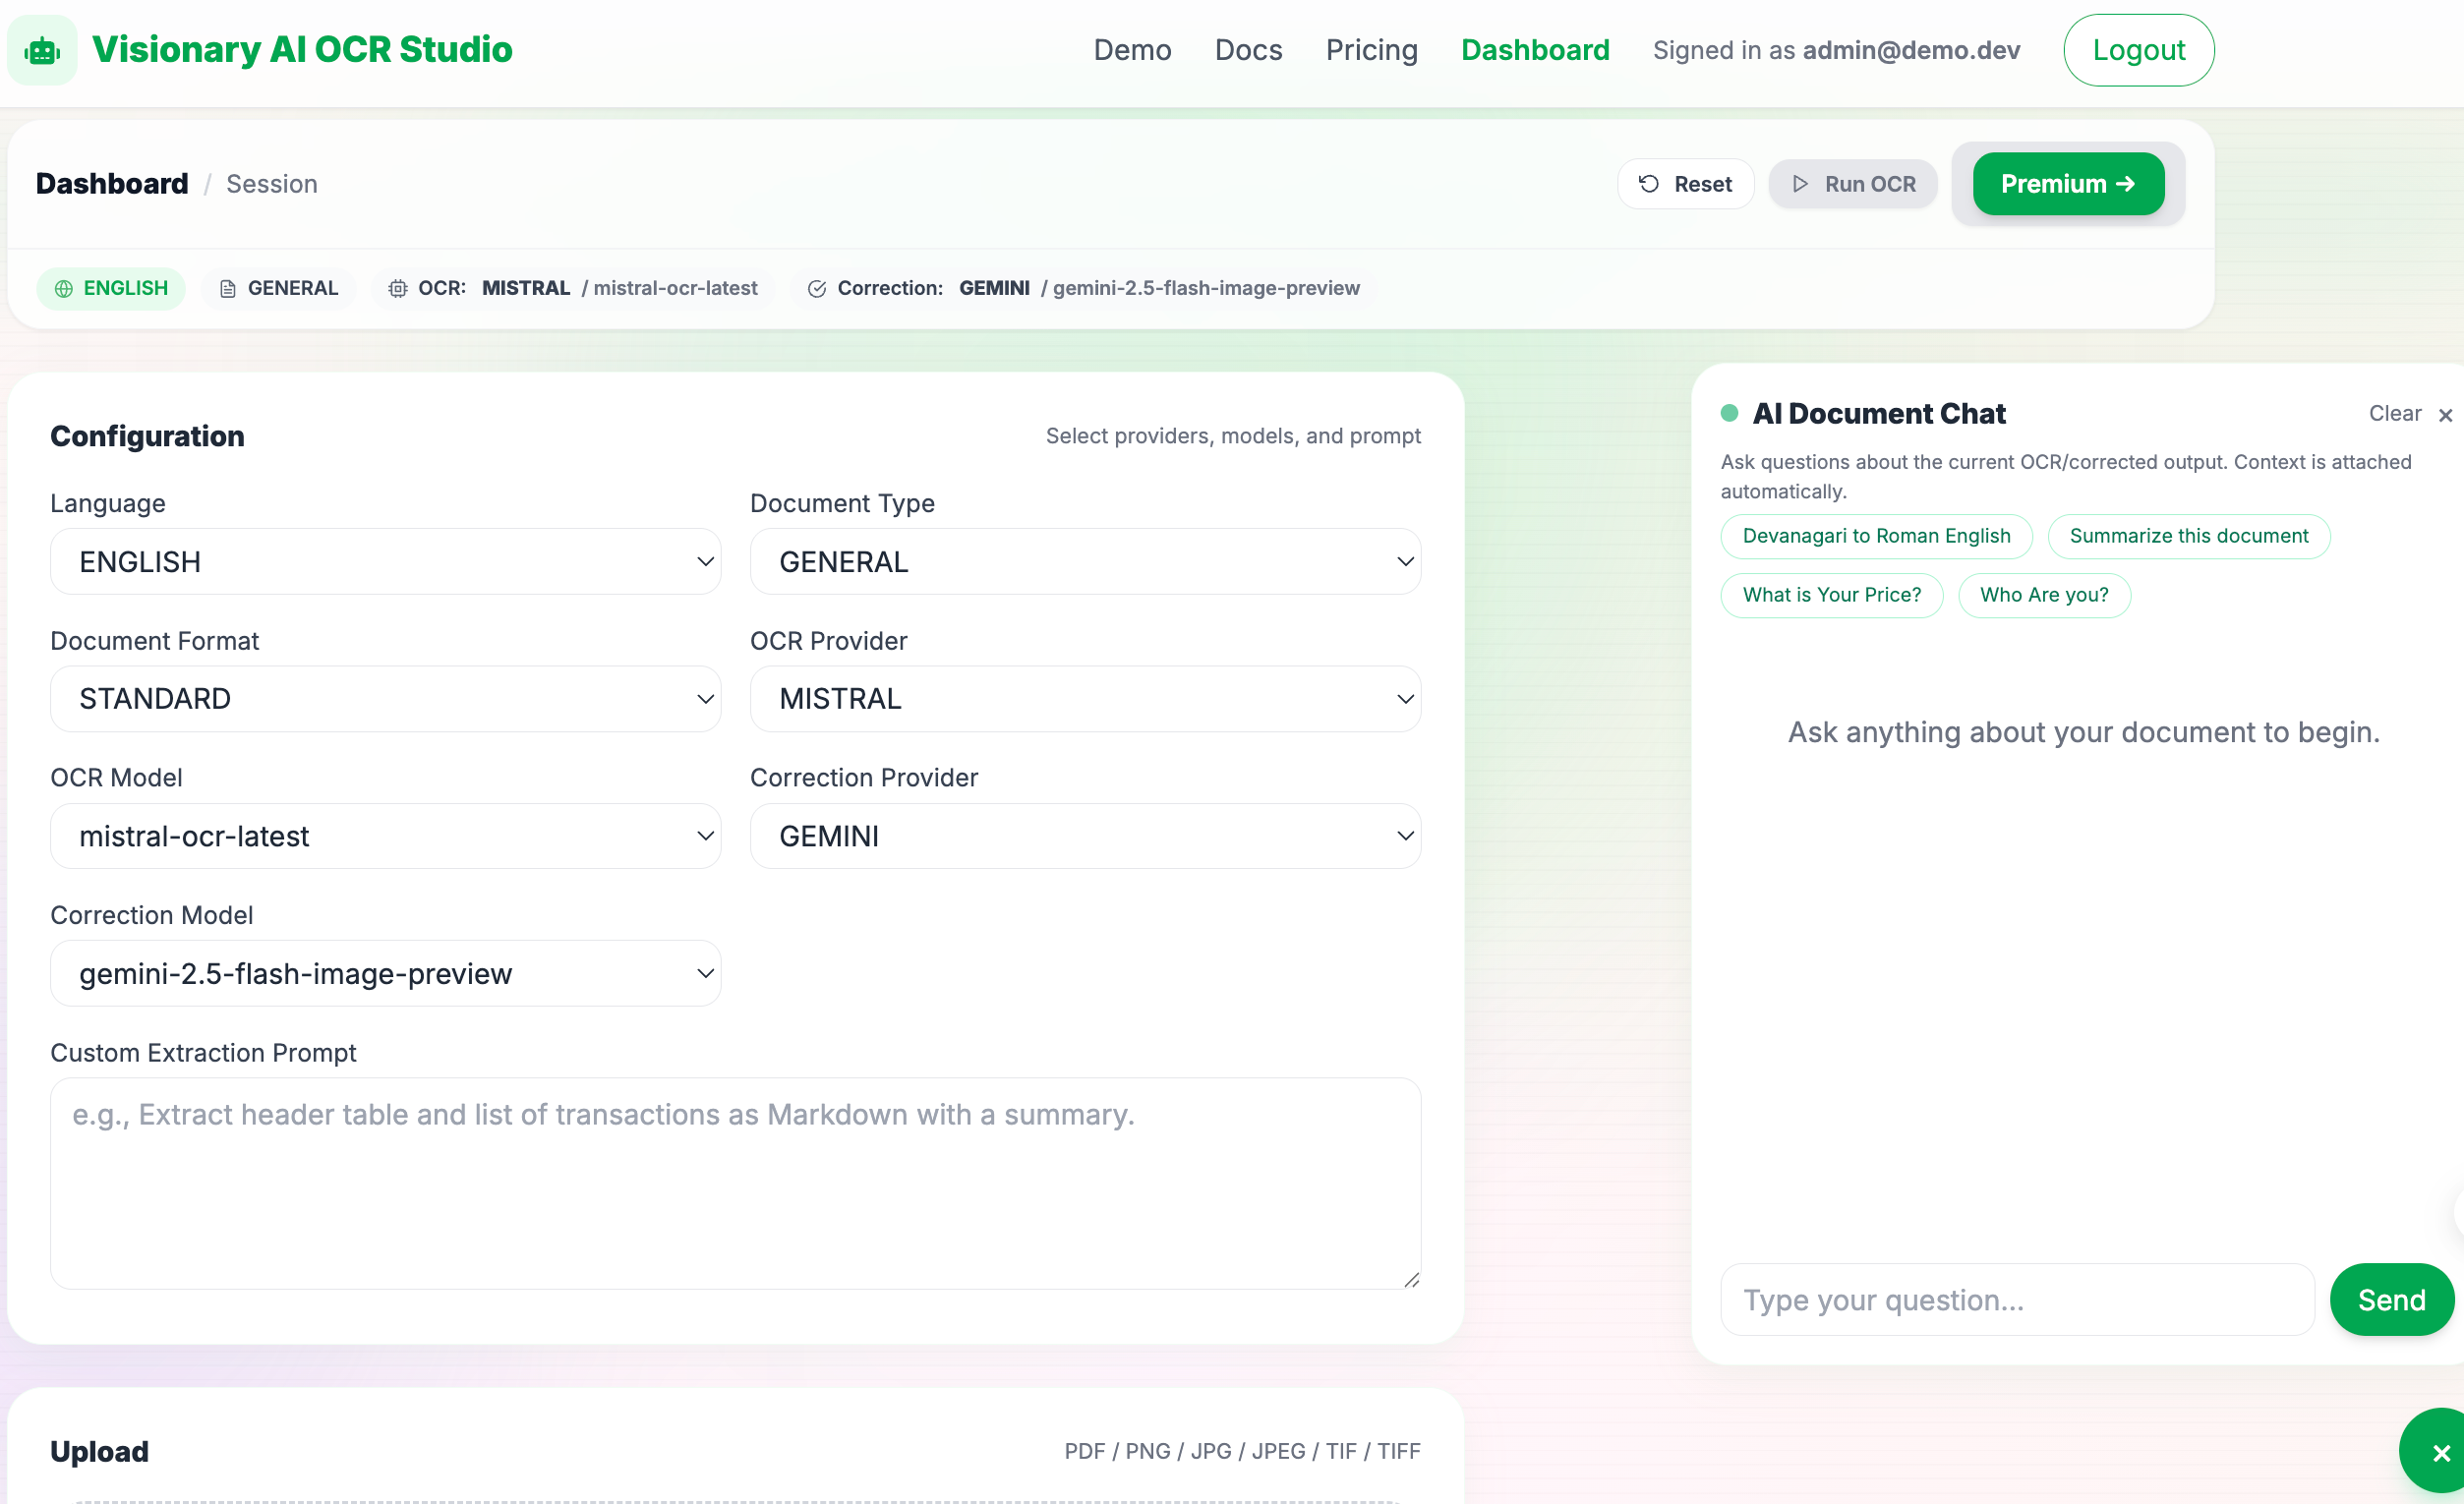 Visionary AI OCR Studio
Demo Docs Pricing Dashboard Signed in as admin@demo.dev Logout
Dashboard / Session
Reset Run OCR Premium →
ENGLISH GENERAL OCR: MISTRAL / mistral-ocr-latest Correction: GEMINI / gemini-2.5-flash-image-preview
Configuration
Select providers, models, and prompt
Language
ENGLISH
Document Type
GENERAL
Document Format
STANDARD
OCR Provider
MISTRAL
OCR Model
mistral-ocr-latest
Correction Provider
GEMINI
Correction Model
gemini-2.5-flash-image-preview
Custom Extraction Prompt
e.g., Extract header table and list of transactions as Markdown with a summary.
Upload
PDF / PNG / JPG / JPEG / TIF / TIFF
AI Document Chat
Clear ×
Ask questions about the current OCR/corrected output. Context is attached
automatically.
Devanagari to Roman English Summarize this document
What is Your Price? Who Are you?
Ask anything about your document to begin.
Type your question...
Send
×